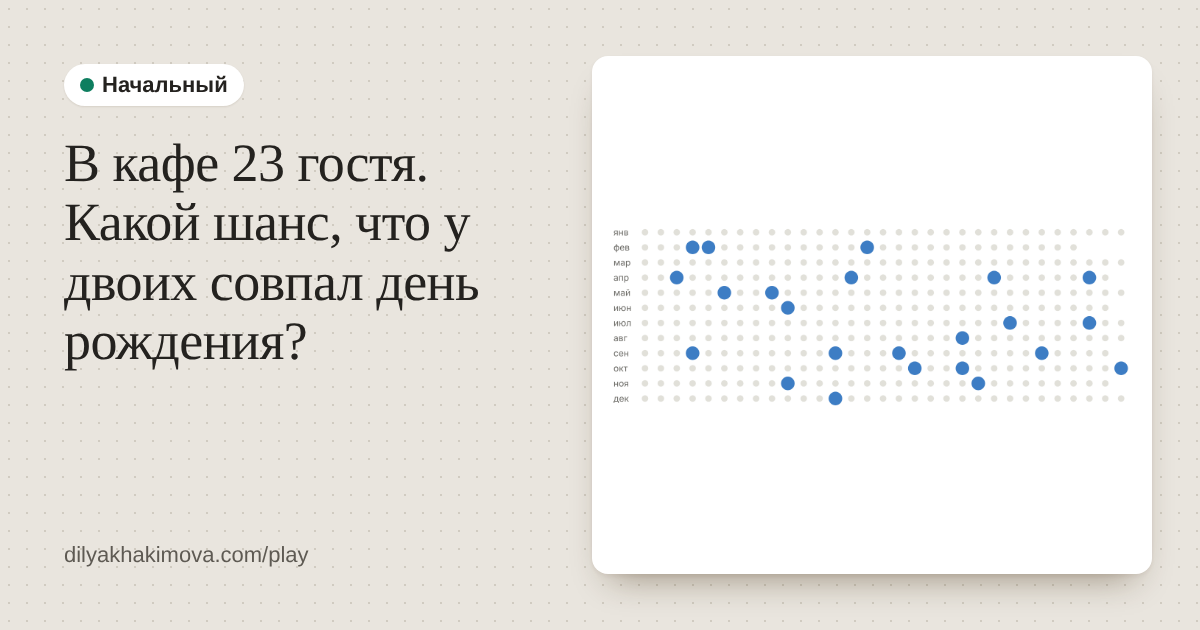 Начальный
В кафе 23 гостя.
Какой шанс, что у
двоих совпал день
рождения?
dilyakhakimova.com/play
янв
фев
мар
апр
май
июн
июл
авг
сен
окт
ноя
дек